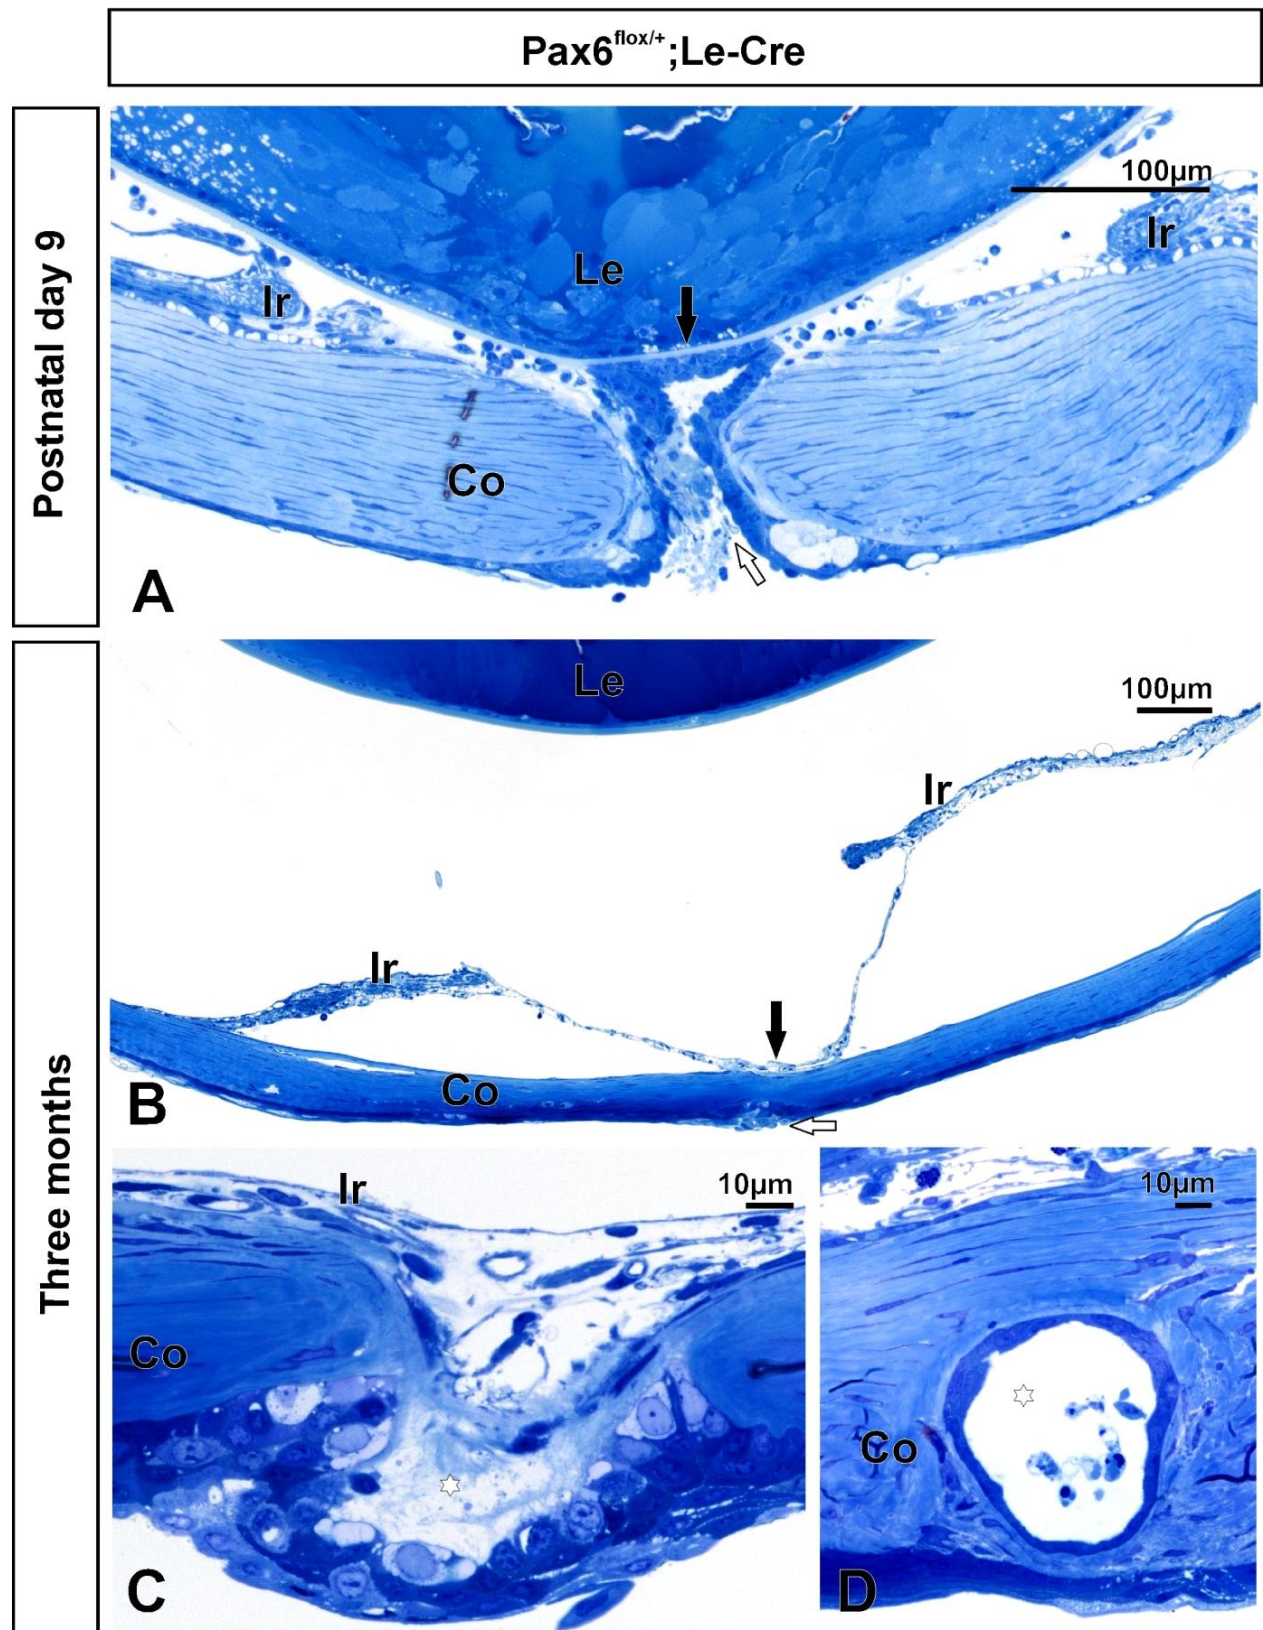 Pax6flox/+;Le-Cre
Postnatal day 9
100µm
Ir
Le
Ir
Co
A
Three months
Le
100µm
Ir
Ir
Co
B
Ir
10µm
Co
C
10µm
Co
D